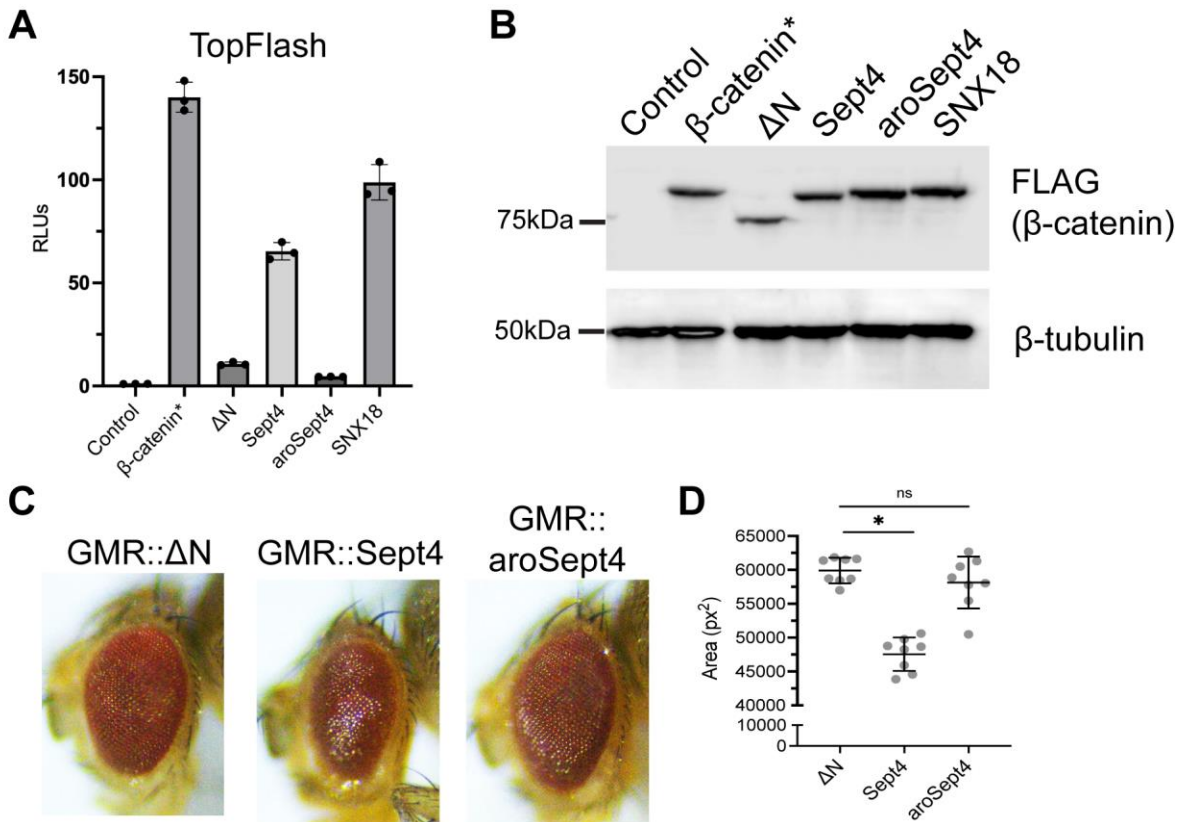 A
TopFlash
RLUs
150
100
50
0
Control
β-catenin*
ΔN
Sept4
aroSept4
SNX18
B
Control
β-catenin*
ΔN
Sept4
aroSept4
SNX18
75kDa
FLAG
(β-catenin)
50kDa
β-tubulin
C
GMR::ΔN
GMR::Sept4
GMR::
aroSept4
D
ns
*
Area (px²)
65000
60000
55000
50000
45000
40000
10000
0
ΔN
Sept4
aroSept4